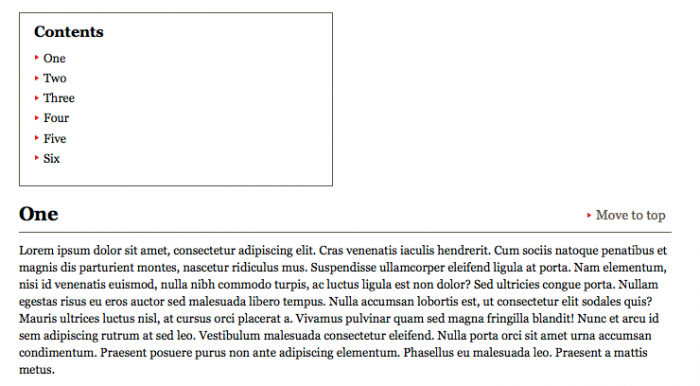 Contents
One
Two
Three
Four
Five
Six
One
Move to top
Lorem ipsum dolor sit amet, consectetur adipiscing elit. Cras venenatis iaculis hendrerit. Cum sociis natoque penatibus et
magnis dis parturient montes, nascetur ridiculus mus. Suspendisse ullamcorper eleifend ligula at porta. Nam elementum,
nisi id venenatis euismod, nulla nibh commodo turpis, ac luctus ligula est non dolor? Sed ultricies congue porta. Nullam
egestas risus eu eros auctor sed malesuada libero tempus. Nulla accumsan lobortis est, ut consectetur elit sodales quis?
Mauris ultrices luctus nisl, at cursus orci placerat a. Vivamus pulvinar quam sed magna fringilla blandit! Nunc et arcu id
sem adipiscing rutrum at sed leo. Vestibulum malesuada consectetur eleifend. Nulla porta orci sit amet urna accumsan
condimentum. Praesent posuere purus non ante adipiscing elementum. Phasellus eu malesuada leo. Praesent a mattis
metus.